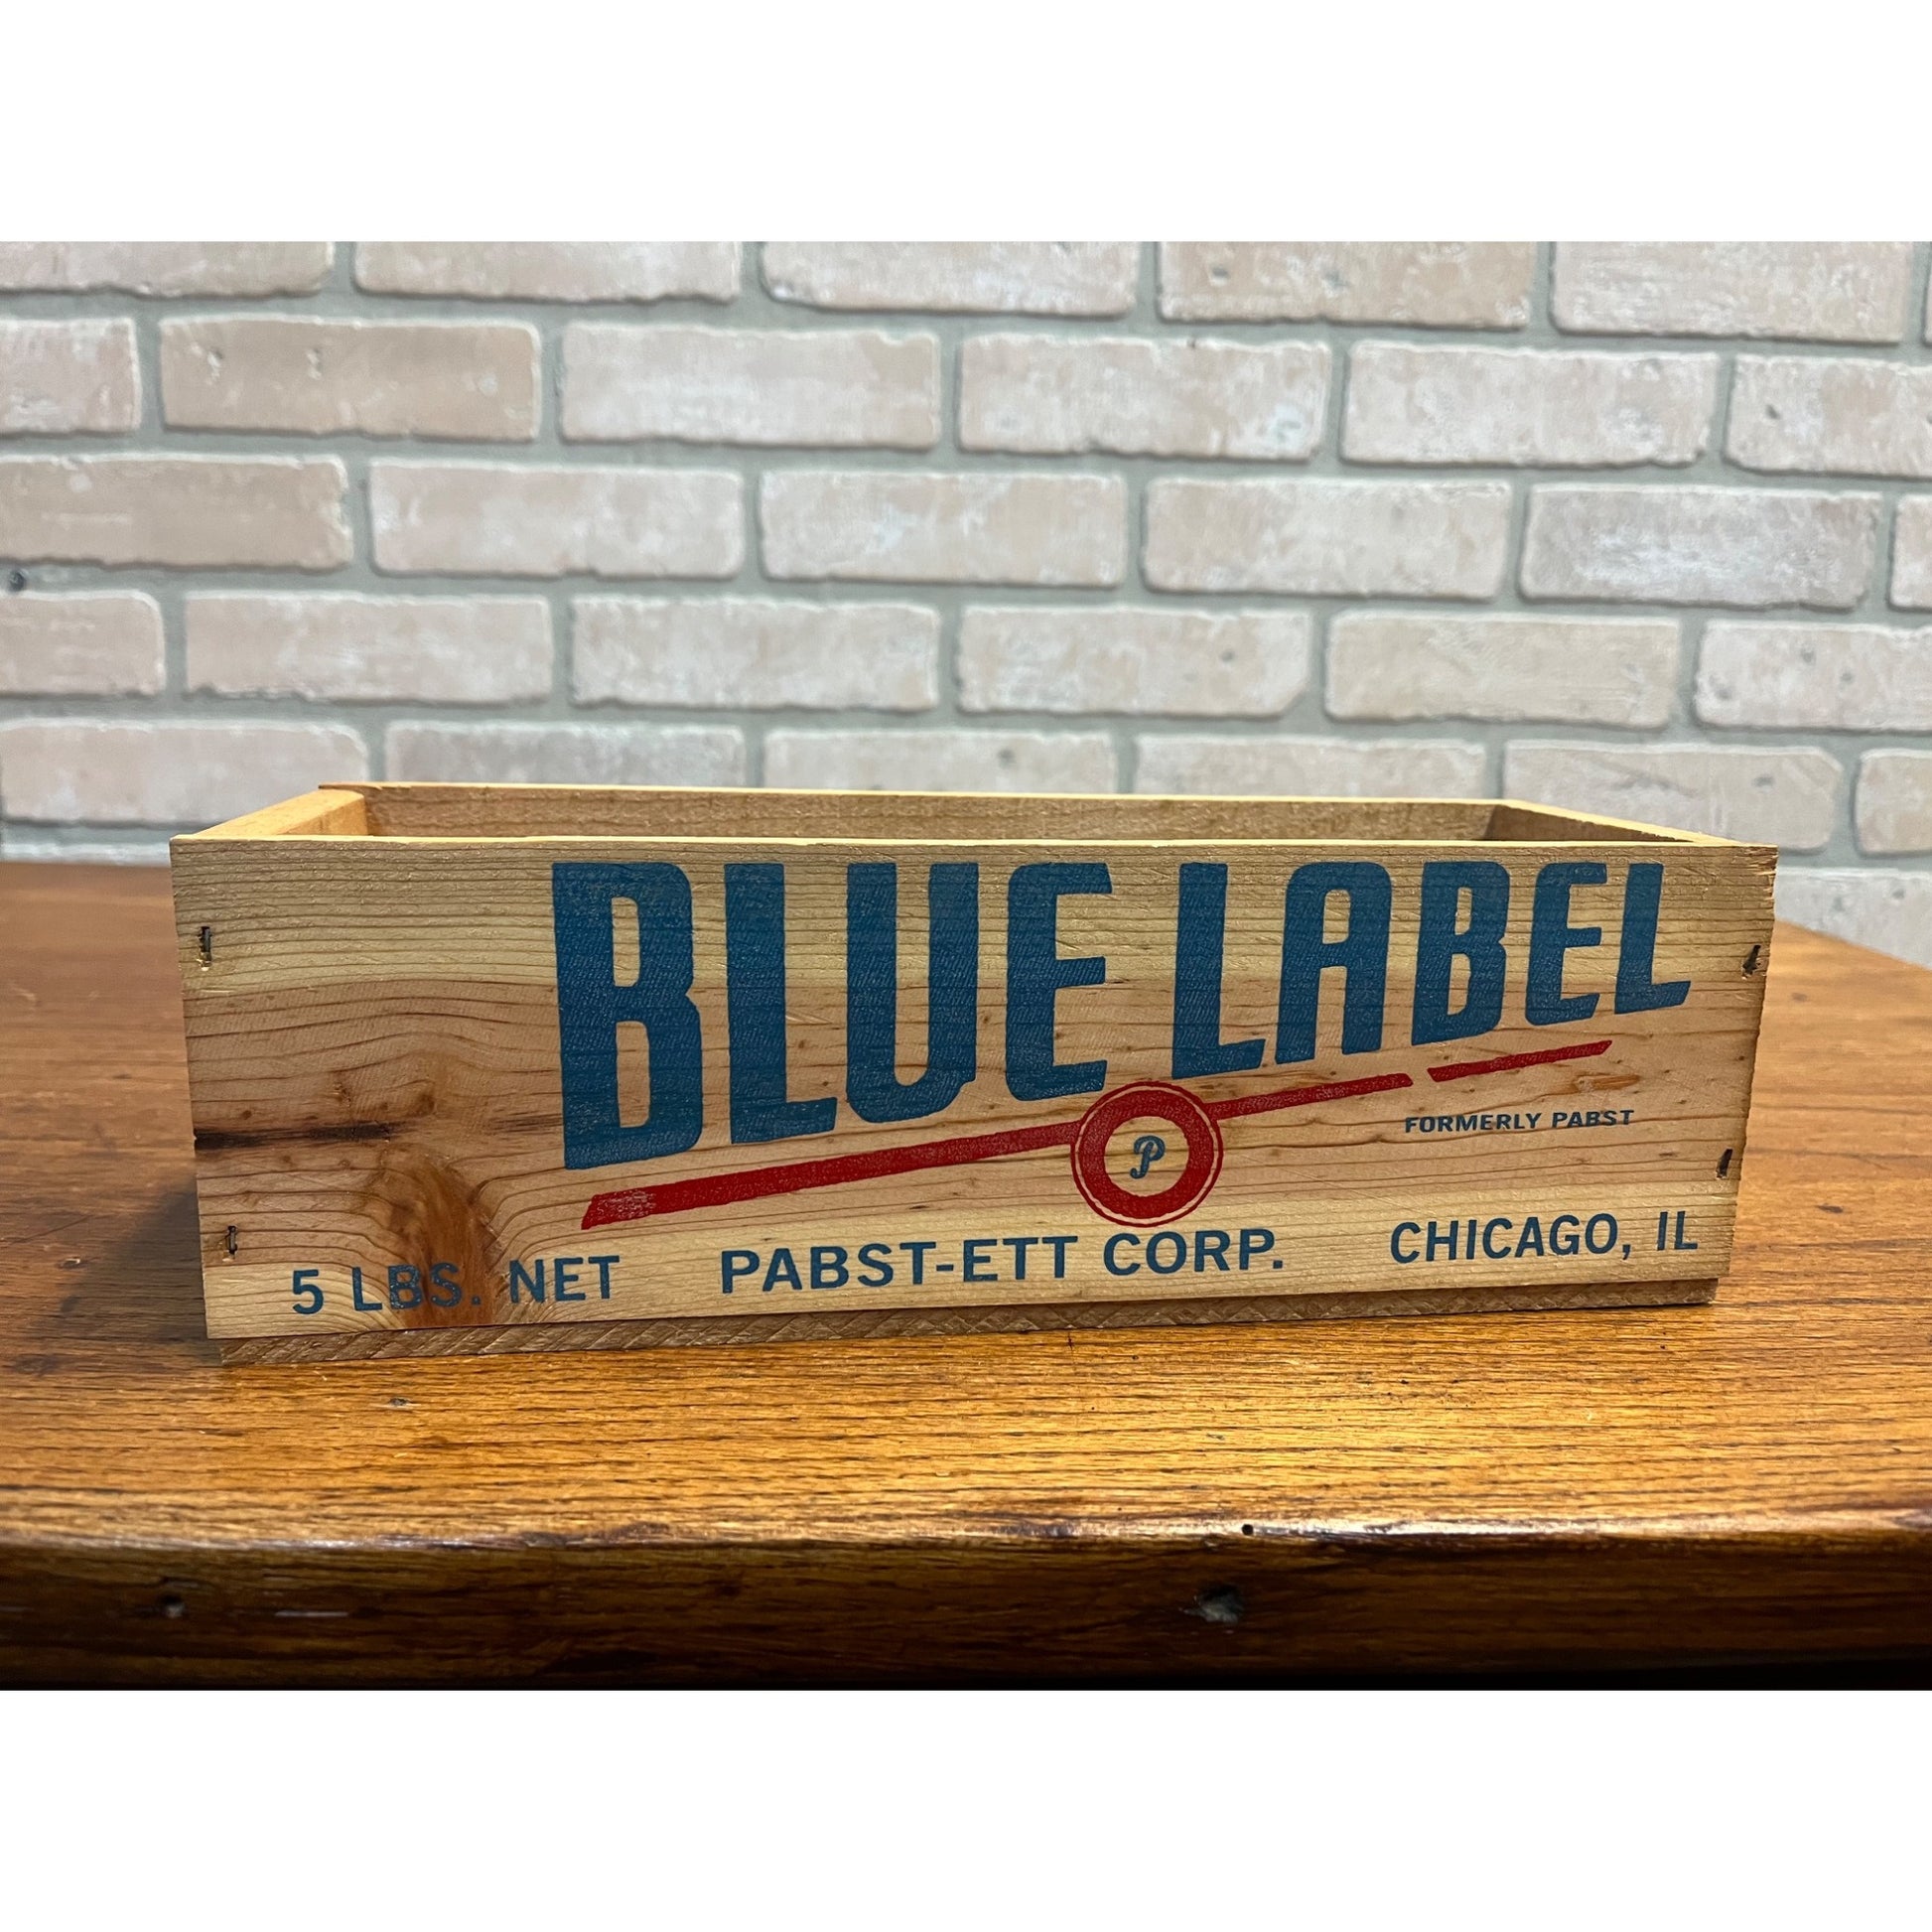 BLUE LABEL
P
FORMERLY PABST
5 LBS. NET PABST-ETT CORP. CHICAGO, IL